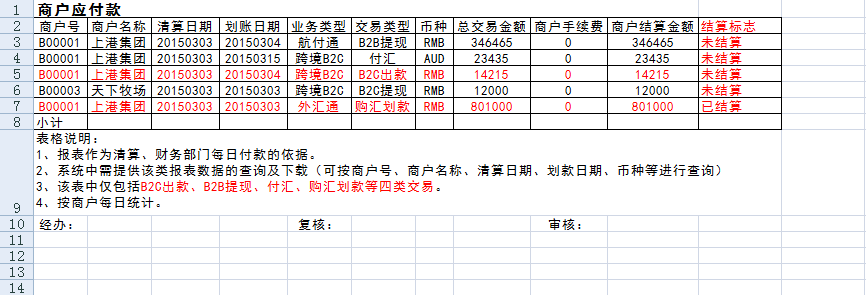 1 商户应付款
2 商户号 商户名称 清算日期 划账日期 业务类型 交易类型 币种 总交易金额 商户手续费 商户结算金额 结算标志
3 B00001 上港集团 20150303 20150304 航付通 B2B提现 RMB 346465 0 346465 未结算
4 B00001 上港集团 20150303 20150315 跨境B2C 付汇 AUD 23435 0 23435 未结算
5 B00001 上港集团 20150303 20150303 跨境B2C B2C出款 RMB 14215 0 14215 未结算
6 B00003 天下牧场 20150303 20150304 跨境B2C B2B提现 RMB 12000 0 12000 未结算
7 B00001 上港集团 20150303 20150303 外汇通 购汇划款 RMB 801000 0 801000 已结算
8 小计
表格说明：
1、报表作为清算、财务部门每日付款的依据。
2、系统中需提供该类报表数据的查询及下载（可按商户号、商户名称、清算日期、划款日期、币种等进行查询）
3、该表中仅包括B2C出款、B2B提现、付汇、购汇划款等四类交易。
9 4、按商户每日统计。
10 经办： 复核： 审核：
11
12
13
14